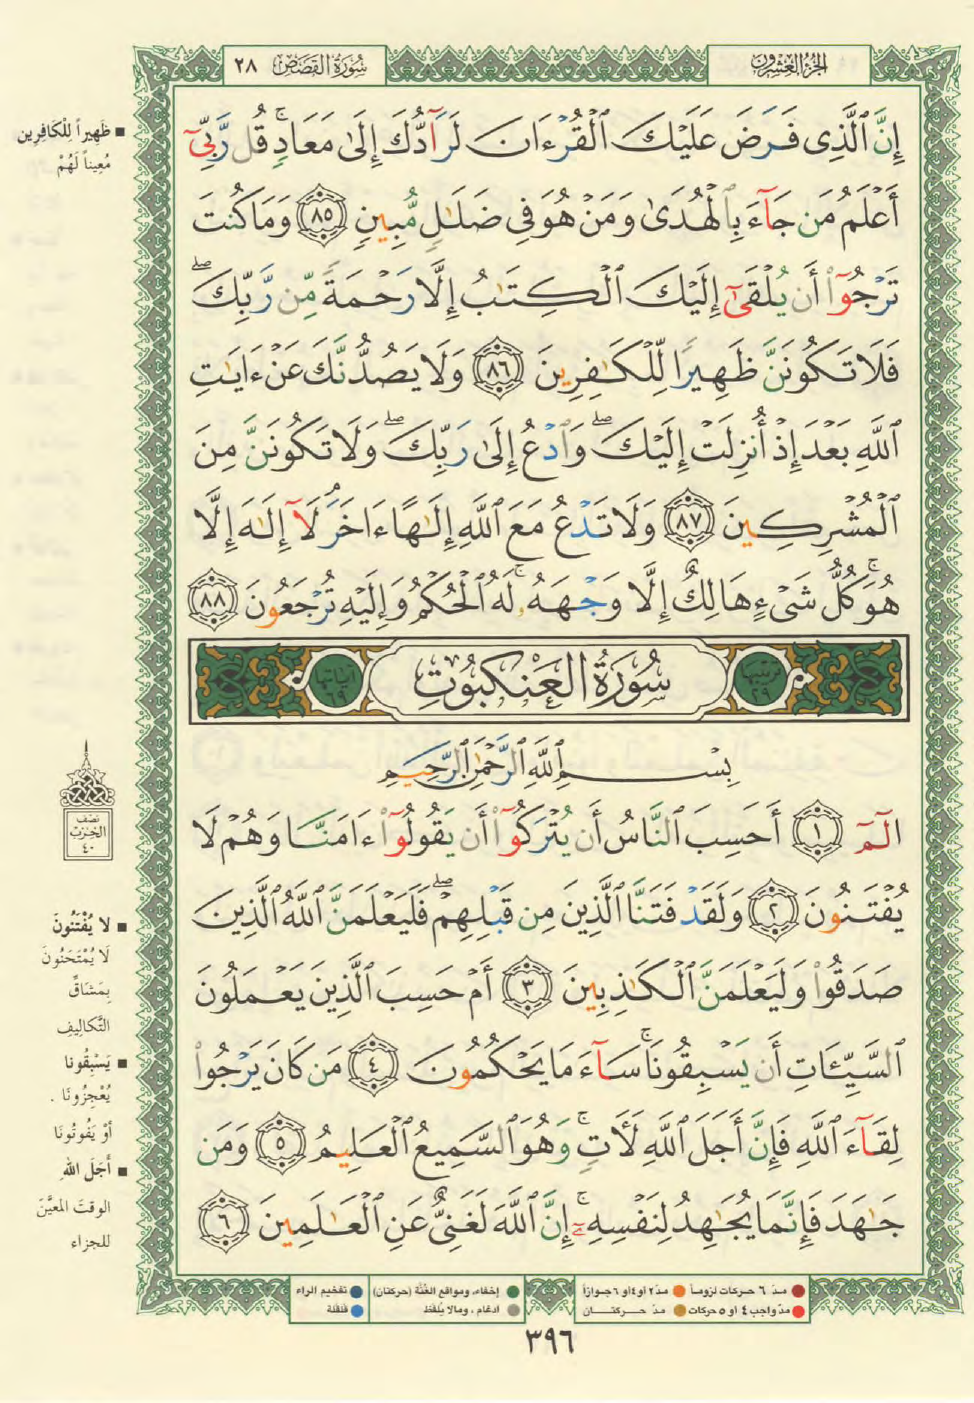 الجزء العشرون
سورة القصص ٢٨
إِنَّ ٱلَّذِى فَرَضَ عَلَيْكَ ٱلْقُرْءَانَ لَرَآدُّكَ إِلَىٰ مَعَادٍۚ قُل رَّبِّىٓ
أَعْلَمُ مَن جَآءَ بِٱلْهُدَىٰ وَمَنْ هُوَ فِى ضَلَٰلٍ مُّبِينٍ ٨٥ وَمَا كُنتَ
تَرْجُوٓا۟ أَن يُلْقَىٰٓ إِلَيْكَ ٱلْكِتَٰبُ إِلَّا رَحْمَةً مِّن رَّبِّكَۖ
فَلَا تَكُونَنَّ ظَهِيرًا لِّلْكَٰفِرِينَ ٨٦ وَلَا يَصُدُّنَّكَ عَنْ ءَايَٰتِ
ٱللَّهِ بَعْدَ إِذْ أُنزِلَتْ إِلَيْكَۖ وَٱدْعُ إِلَىٰ رَبِّكَۖ وَلَا تَكُونَنَّ مِنَ
ٱلْمُشْرِكِينَ ٨٧ وَلَا تَدْعُ مَعَ ٱللَّهِ إِلَٰهًا ءَاخَرَۘ لَآ إِلَٰهَ إِلَّا
هُوَۚ كُلُّ شَىْءٍ هَالِكٌ إِلَّا وَجْهَهُۥۚ لَهُ ٱلْحُكْمُ وَإِلَيْهِ تُرْجَعُونَ ٨٨
ترتيبها ٢٩
سُورَةُ العَنْكَبُوتِ
آياتها ٦٩
بِسْمِ ٱللَّهِ ٱلرَّحْمَٰنِ ٱلرَّحِيمِ
الٓمٓ ١ أَحَسِبَ ٱلنَّاسُ أَن يُتْرَكُوٓا۟ أَن يَقُولُوٓا۟ ءَامَنَّا وَهُمْ لَا
يُفْتَنُونَ ٢ وَلَقَدْ فَتَنَّا ٱلَّذِينَ مِن قَبْلِهِمْۖ فَلَيَعْلَمَنَّ ٱللَّهُ ٱلَّذِينَ
صَدَقُوا۟ وَلَيَعْلَمَنَّ ٱلْكَٰذِبِينَ ٣ أَمْ حَسِبَ ٱلَّذِينَ يَعْمَلُونَ
ٱلسَّيِّـَٔاتِ أَن يَسْبِقُونَاۚ سَآءَ مَا يَحْكُمُونَ ٤ مَن كَانَ يَرْجُوا۟
لِقَآءَ ٱللَّهِ فَإِنَّ أَجَلَ ٱللَّهِ لَءَاتٍۚ وَهُوَ ٱلسَّمِيعُ ٱلْعَلِيمُ ٥ وَمَن
جَٰهَدَ فَإِنَّمَا يُجَٰهِدُ لِنَفْسِهِۦٓۚ إِنَّ ٱللَّهَ لَغَنِىٌّ عَنِ ٱلْعَٰلَمِينَ ٦
■ ظَهِيراً لِلْكَافِرِين
مُعِيناً لَهُمْ
نصف
الحزب
٤٠
■ لا يُفْتَنُونَ
لَا يُمْتَحَنُونَ
بِمَشَاقِّ
التَّكَالِيفِ
■ يَسْبِقُونا
يُعْجِزُونَا .
أَوْ يَفُوتُونَا
■ أَجَلَ اللهِ
الوقتَ المعيَّنَ
للجزاء
مدّ ٦ حركات لزوماً مدّ ٢ أو ٤ أو ٦ جوازاً
مدّ واجب ٤ أو ٥ حركات مدّ حركتان
إخفاء، ومواقع الغُنَّة (حركتان) تفخيم الراء
ادغام ، ومالا يُلفظ قلقلة
٣٩٦